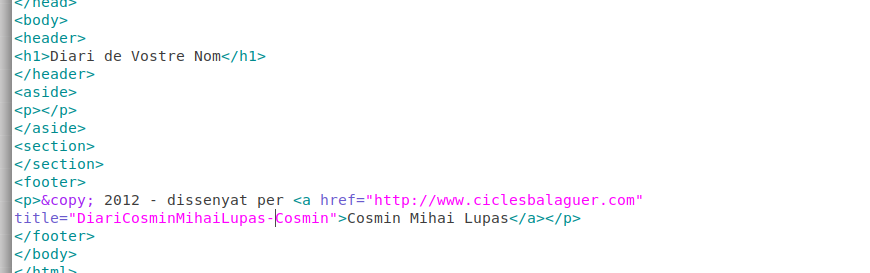 </head>
<body>
<header>
<h1>Diari de Vostre Nom</h1>
</header>
<aside>
<p></p>
</aside>
<section>
</section>
<footer>
<p>&copy; 2012 - dissenyat per <a href="http://www.ciclesbalaguer.com"
title="DiariCosminMihaiLupas-Cosmin">Cosmin Mihai Lupas</a></p>
</footer>
</body>
</html>